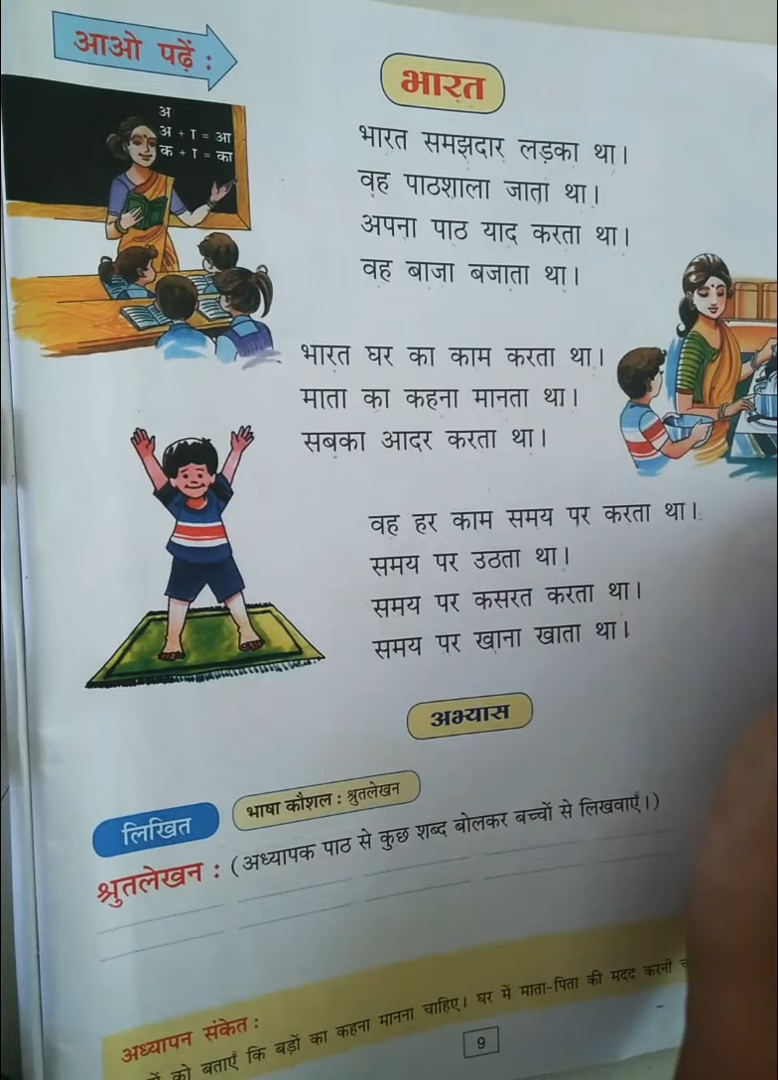 आओ पढ़ें :
भारत
अ
अ + ा = आ
क + ा = का
भारत समझदार लड़का था।
वह पाठशाला जाता था।
अपना पाठ याद करता था।
वह बाजा बजाता था।
भारत घर का काम करता था।
माता का कहना मानता था।
सबका आदर करता था।
वह हर काम समय पर करता था।
समय पर उठता था।
समय पर कसरत करता था।
समय पर खाना खाता था।
अभ्यास
लिखित
भाषा कौशल : श्रुतलेखन
श्रुतलेखन : (अध्यापक पाठ से कुछ शब्द बोलकर बच्चों से लिखवाएँ।)
अध्यापन संकेत :
को बताएँ कि बड़ों का कहना मानना चाहिए। घर में माता-पिता की मदद करनी
9